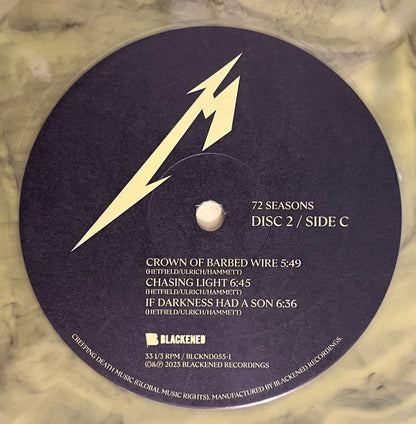 72 SEASONS
DISC 2 / SIDE C
CROWN OF BARBED WIRE 5:49
(HETFIELD/ULRICH/HAMMETT)
CHASING LIGHT 6:45
(HETFIELD/ULRICH/HAMMETT)
IF DARKNESS HAD A SON 6:36
(HETFIELD/ULRICH/HAMMETT)
BLACKENED
33 1/3 RPM / BLCKND055-1
©&℗ 2023 BLACKENED RECORDINGS
CREEPING DEATH MUSIC (GLOBAL MUSIC RIGHTS). MANUFACTURED BY BLACKENED RECORDINGS.